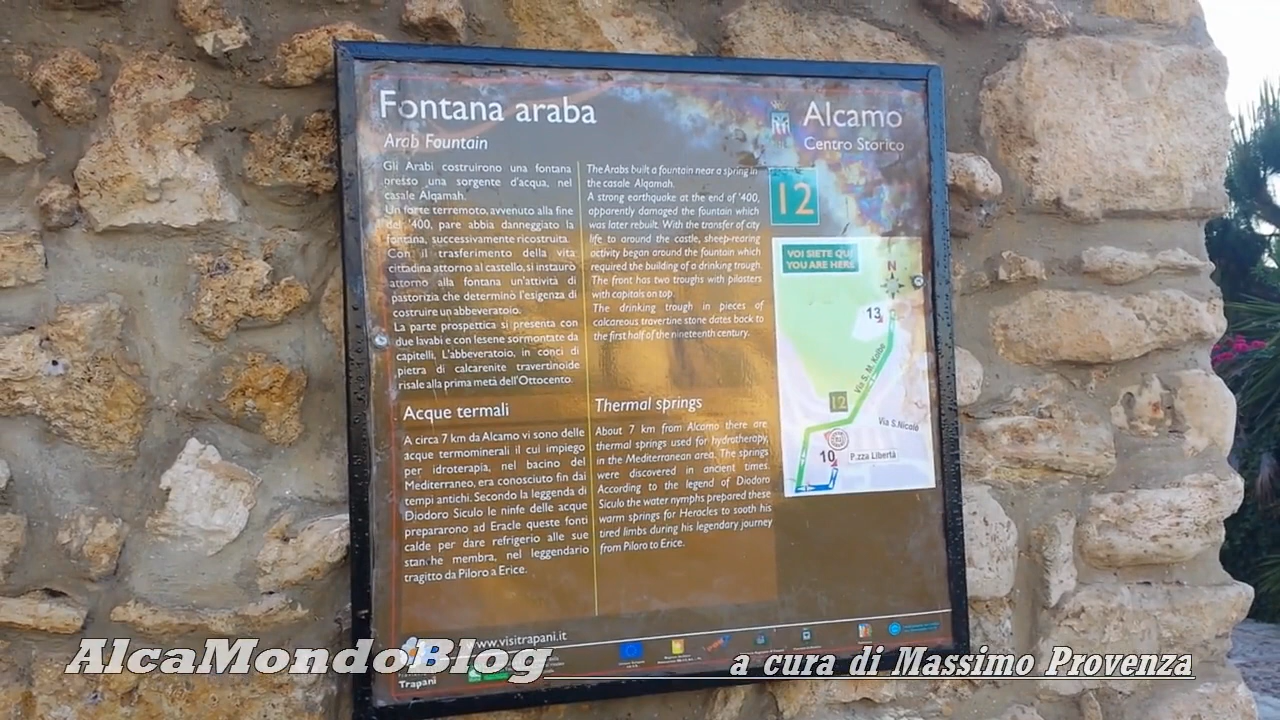 Fontana araba
Arab Fountain
Alcamo
Centro Storico
12
Gli Arabi costruirono una fontana
presso una sorgente d'acqua, nel
casale Alqamah.
Un forte terremoto, avvenuto alla fine
del '400, pare abbia danneggiato la
fontana, successivamente ricostruita.
Con il trasferimento della vita
cittadina attorno al castello, si instaurò
attorno alla fontana un'attività di
pastorizia che determinò l'esigenza di
costruire un abbeveratoio.
La parte prospettica si presenta con
due lavabi e con lesene sormontate da
capitelli, L'abbeveratoio, in conci di
pietra di calcarenite travertinoide
risale alla prima metà dell'Ottocento.
The Arabs built a fountain near a spring in
the casale Alqamah.
A strong earthquake at the end of '400,
apparently damaged the fountain which
was later rebuilt. With the transfer of city
life to around the castle, sheep-rearing
activity began around the fountain which
required the building of a drinking trough.
The front has two troughs with pilasters
with capitals on top.
The drinking trough in pieces of
calcareous travertine stone dates back to
the first half of the nineteenth century.
Acque termali
A circa 7 km da Alcamo vi sono delle
acque termominerali il cui impiego
per idroterapia, nel bacino del
Mediterraneo, era conosciuto fin dai
tempi antichi. Secondo la leggenda di
Diodoro Siculo le ninfe delle acque
prepararono ad Eracle queste fonti
calde per dare refrigerio alle sue
stanche membra, nel leggendario
tragitto da Piloro a Erice.
Thermal springs
About 7 km from Alcamo there are
thermal springs used for hydrotherapy,
in the Mediterranean area. The springs
were discovered in ancient times.
According to the legend of Diodoro
Siculo the water nymphs prepared these
warm springs for Heracles to sooth his
tired limbs during his legendary journey
from Piloro to Erice.
VOI SIETE QUI
YOU ARE HERE
N
13
Via S. M. Kolbe
12
Via S.Nicolò
10
P.zza Libertà
www.visitrapani.it
Trapani
AlcaMondoBlog
a cura di Massimo Provenza